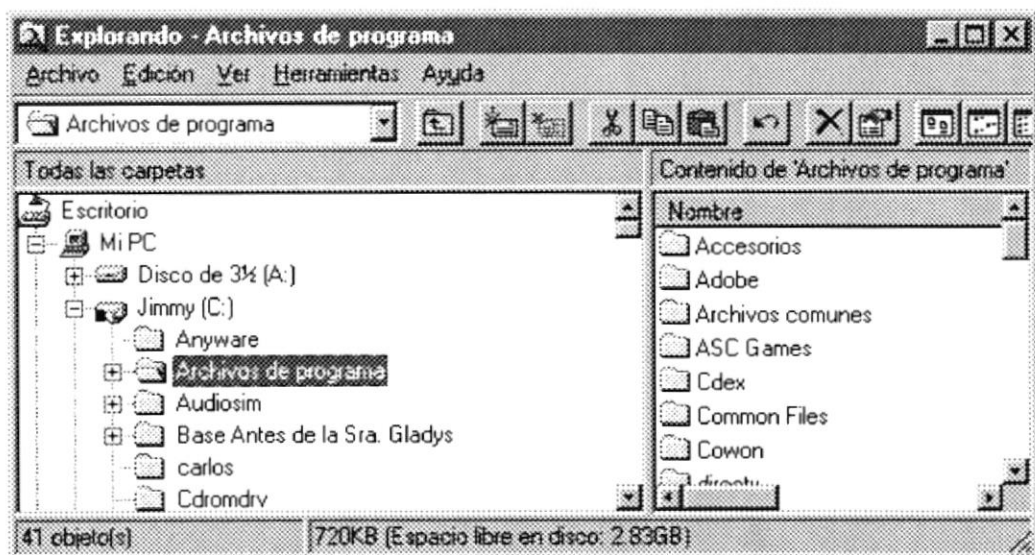 Explorando - Archivos de programa
Archivo Edición Ver Herramientas Ayuda
Archivos de programa
Todas las carpetas
Contenido de 'Archivos de programa'
Escritorio
Mi PC
Disco de 3½ (A:)
Jimmy (C:)
Anyware
Archivos de programa
Audiosim
Base Antes de la Sra. Gladys
carlos
Cdromdrv
Nombre
Accesorios
Adobe
Archivos comunes
ASC Games
Cdex
Common Files
Cowon
41 objeto(s)
720KB (Espacio libre en disco: 2.83GB)